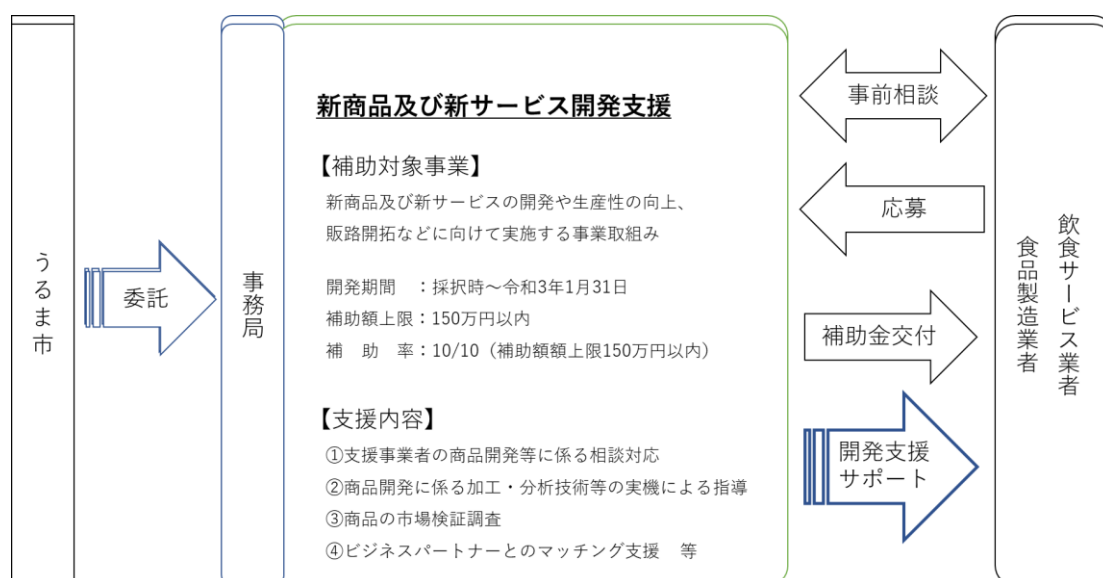 うるま市
委託
事務局
新商品及び新サービス開発支援
【補助対象事業】
新商品及び新サービスの開発や生産性の向上、
販路開拓などに向けて実施する事業取組み
開発期間　：採択時～令和3年1月31日
補助額上限：150万円以内
補　助　率：10/10（補助額額上限150万円以内）
【支援内容】
①支援事業者の商品開発等に係る相談対応
②商品開発に係る加工・分析技術等の実機による指導
③商品の市場検証調査
④ビジネスパートナーとのマッチング支援　等
事前相談
応募
補助金交付
開発支援
サポート
飲食サービス業者
食品製造業者